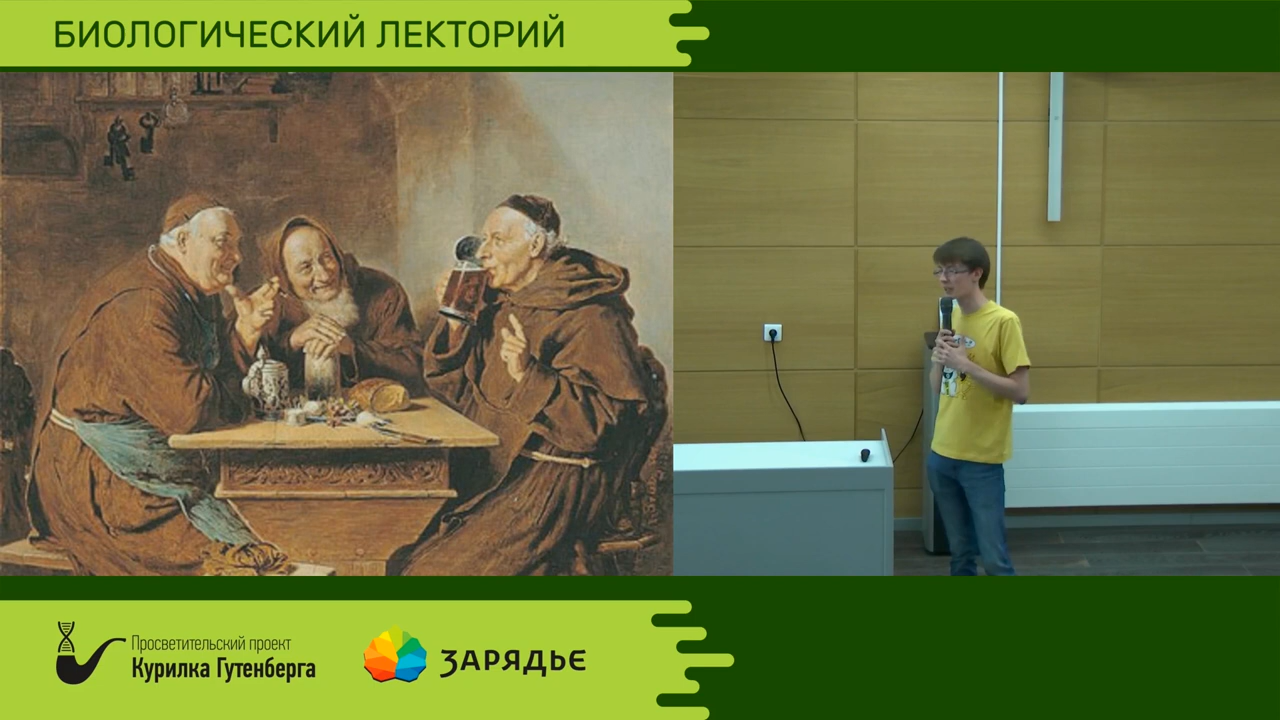 БИОЛОГИЧЕСКИЙ ЛЕКТОРИЙ
Просветительский проект
Курилка Гутенберга
ЗАРЯДЬЕ